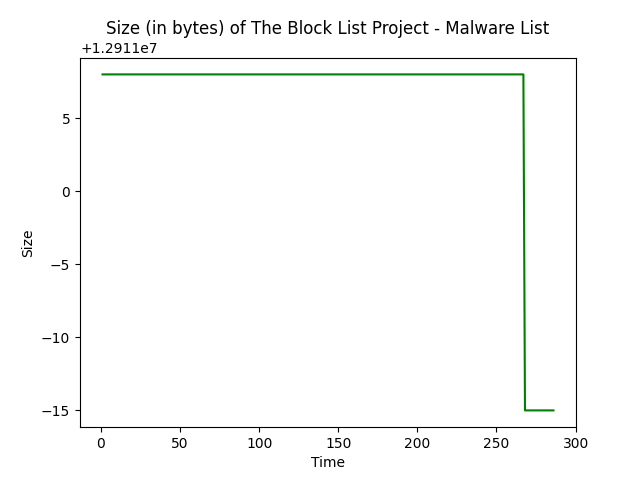 Size (in bytes) of The Block List Project - Malware List
+1.2911e7
5
0
−5
−10
−15
Size
0 50 100 150 200 250 300
Time